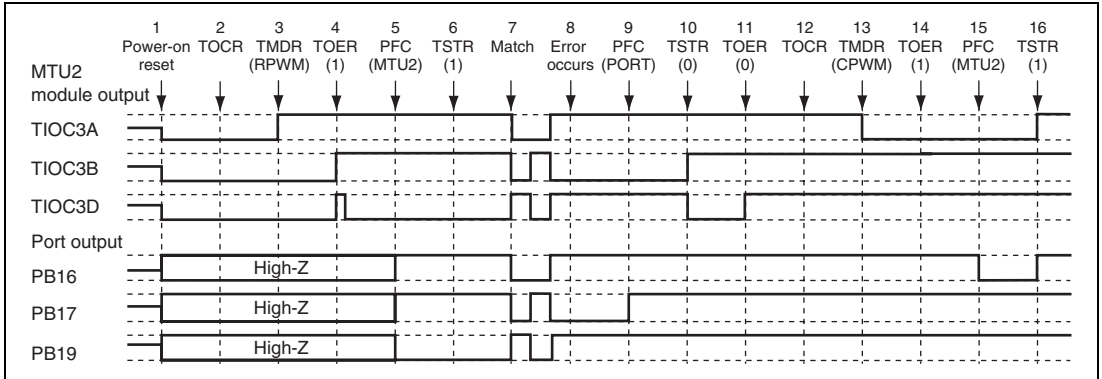 1 2 3 4 5 6 7 8 9 10 11 12 13 14 15 16
Power-on TOCR TMDR TOER PFC TSTR Match Error PFC TSTR TOER TOCR TMDR TOER PFC TSTR
reset (RPWM) (1) (MTU2) (1) occurs (PORT) (0) (0) (CPWM) (1) (MTU2) (1)
MTU2
module output
TIOC3A
TIOC3B
TIOC3D
Port output
PB16 High-Z
PB17 High-Z
PB19 High-Z